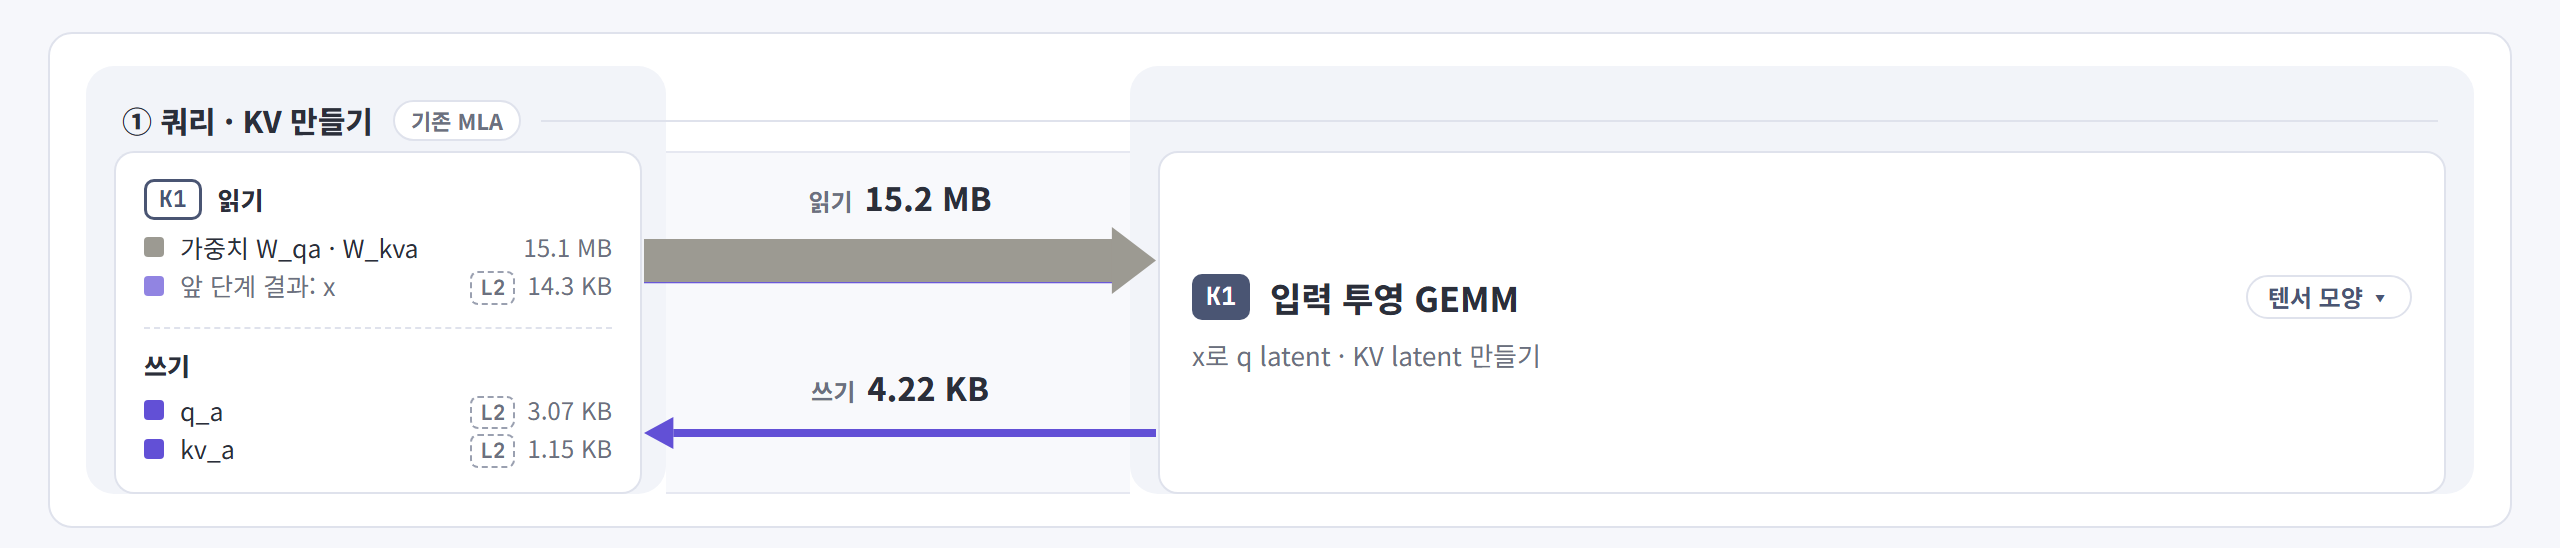 ① 쿼리 · KV 만들기 기존 MLA
K1 읽기
가중치 W_qa · W_kva 15.1 MB
앞 단계 결과: x L2 14.3 KB
쓰기
q_a L2 3.07 KB
kv_a L2 1.15 KB
읽기 15.2 MB
쓰기 4.22 KB
K1 입력 투영 GEMM
x로 q latent · KV latent 만들기
텐서 모양 ▾